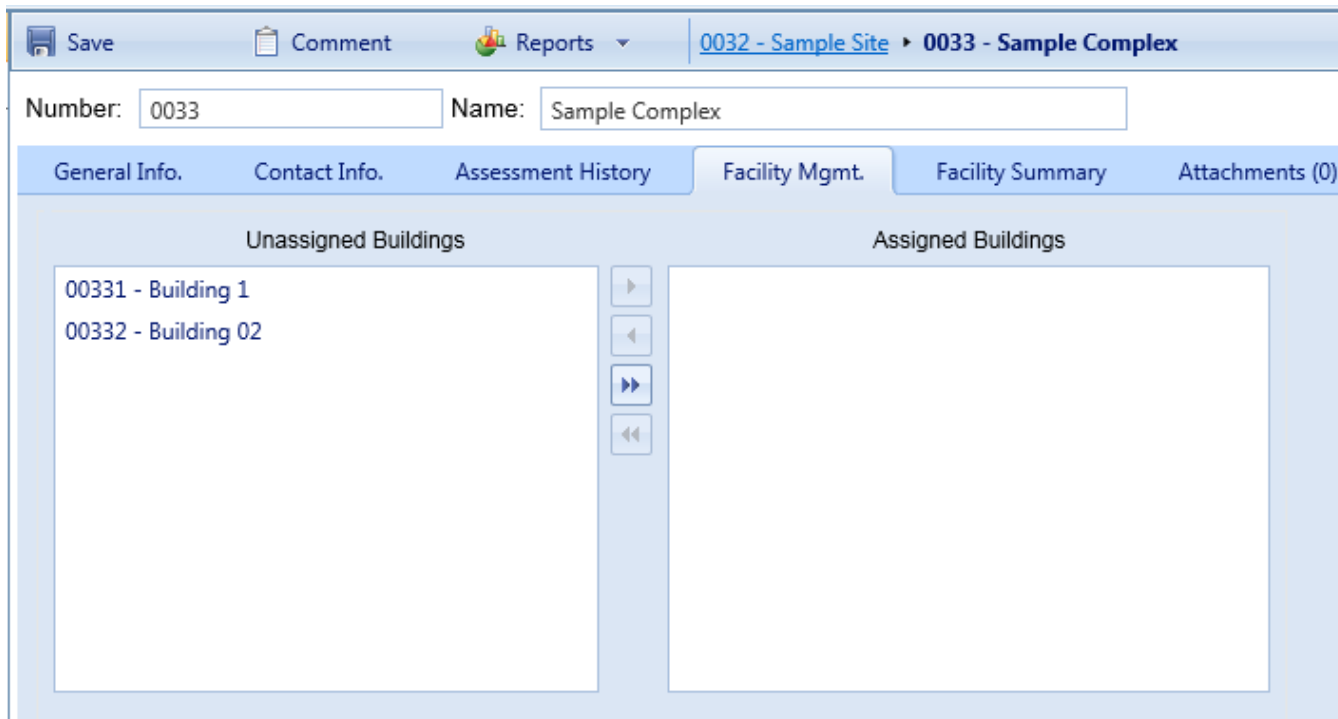 Save Comment Reports 0032 - Sample Site 0033 - Sample Complex
Number: 0033 Name: Sample Complex
General Info. Contact Info. Assessment History Facility Mgmt. Facility Summary Attachments (0)
Unassigned Buildings Assigned Buildings
00331 - Building 1
00332 - Building 02